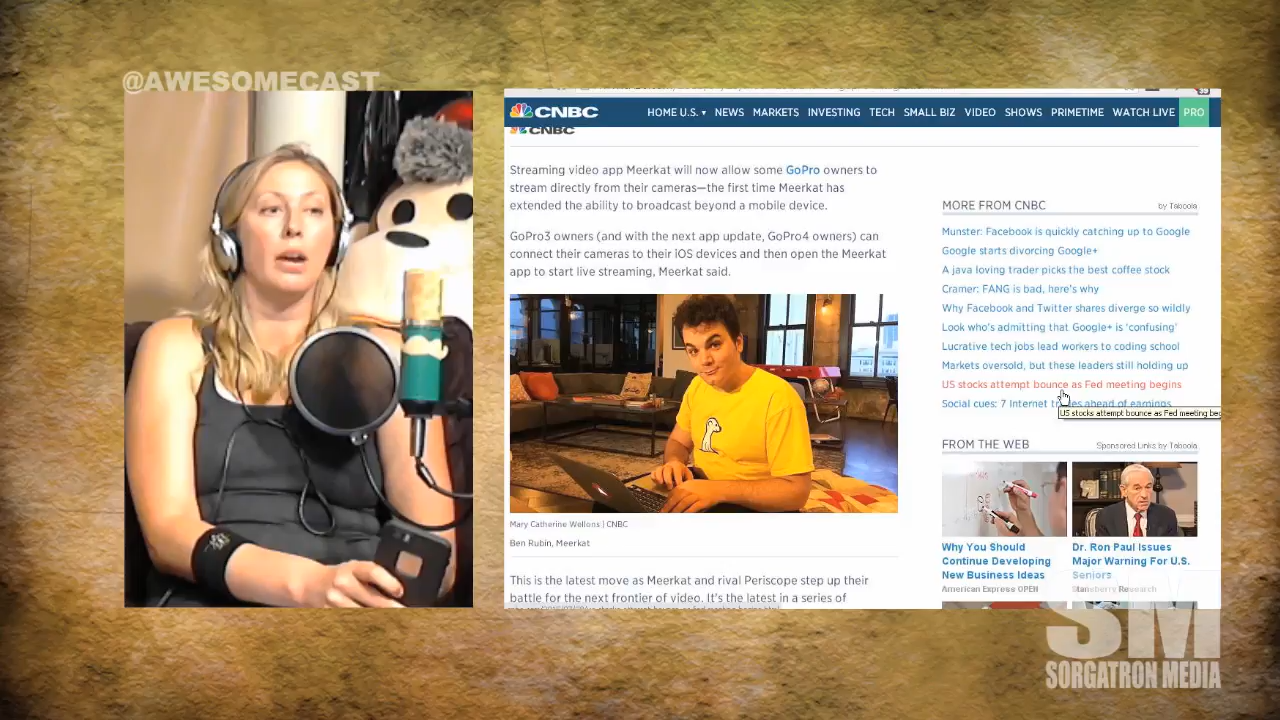 @AWESOMECAST
CNBC
HOME U.S. NEWS MARKETS INVESTING TECH SMALL BIZ VIDEO SHOWS PRIMETIME WATCH LIVE PRO
CNBC
Streaming video app Meerkat will now allow some GoPro owners to
stream directly from their cameras—the first time Meerkat has
extended the ability to broadcast beyond a mobile device.
GoPro3 owners (and with the next app update, GoPro4 owners) can
connect their cameras to their iOS devices and then open the Meerkat
app to start live streaming, Meerkat said.
Mary Catherine Wellons | CNBC
Ben Rubin, Meerkat
This is the latest move as Meerkat and rival Periscope step up their
battle for the next frontier of video. It's the latest in a series of
MORE FROM CNBC
by Taboola
Munster: Facebook is quickly catching up to Google
Google starts divorcing Google+
A java loving trader picks the best coffee stock
Cramer: FANG is bad, here's why
Why Facebook and Twitter shares diverge so wildly
Look who's admitting that Google+ is 'confusing'
Lucrative tech jobs lead workers to coding school
Markets oversold, but these leaders still holding up
US stocks attempt bounce as Fed meeting begins
Social cues: 7 Internet ahead of earnings
US stocks attempt bounce as Fed meeting bec
FROM THE WEB
Sponsored Links by Taboola
Why You Should
Continue Developing
New Business Ideas
American Express OPEN
Dr. Ron Paul Issues
Major Warning For U.S.
Seniors
Stansberry Research
SM
SORGATRON MEDIA